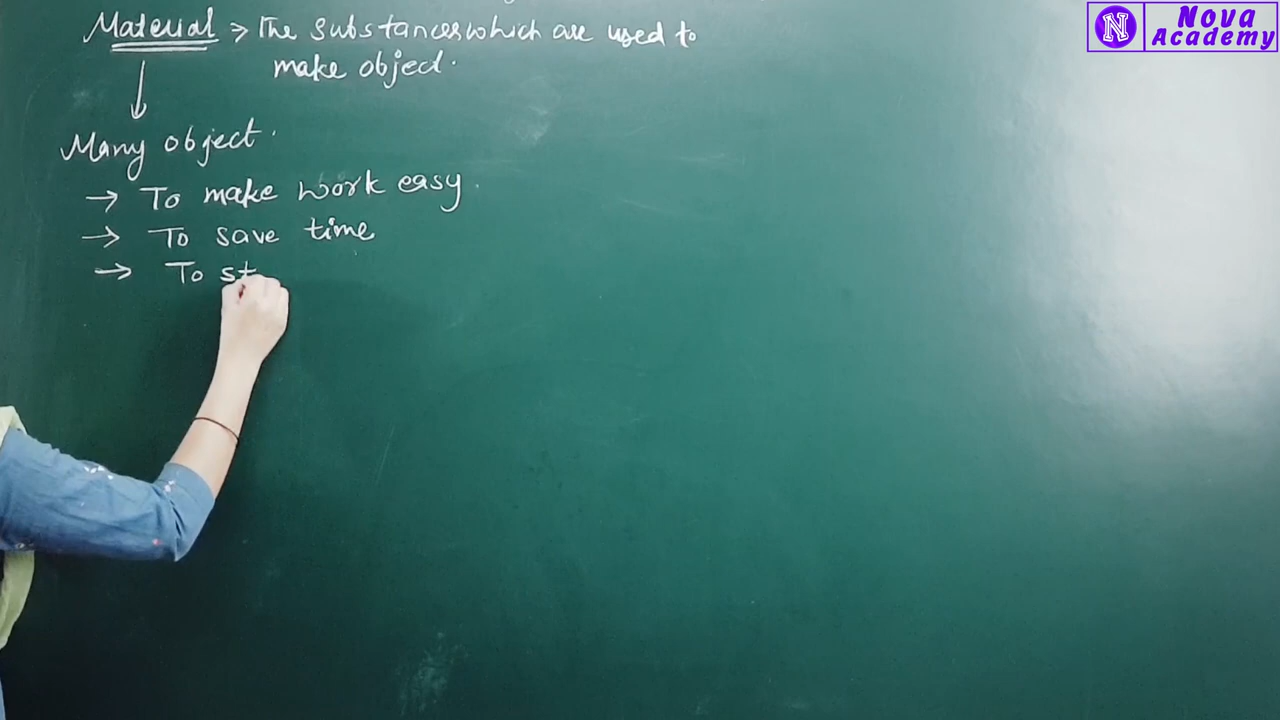 Material → The substances which are used to
make object.
Many object.
→ To make work easy.
→ To save time
→ To st
N Nova
Academy